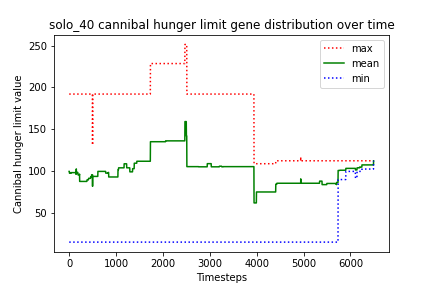 solo_40 cannibal hunger limit gene distribution over time
Cannibal hunger limit value
250
200
150
100
50
max
mean
min
0
1000
2000
3000
4000
5000
6000
Timesteps